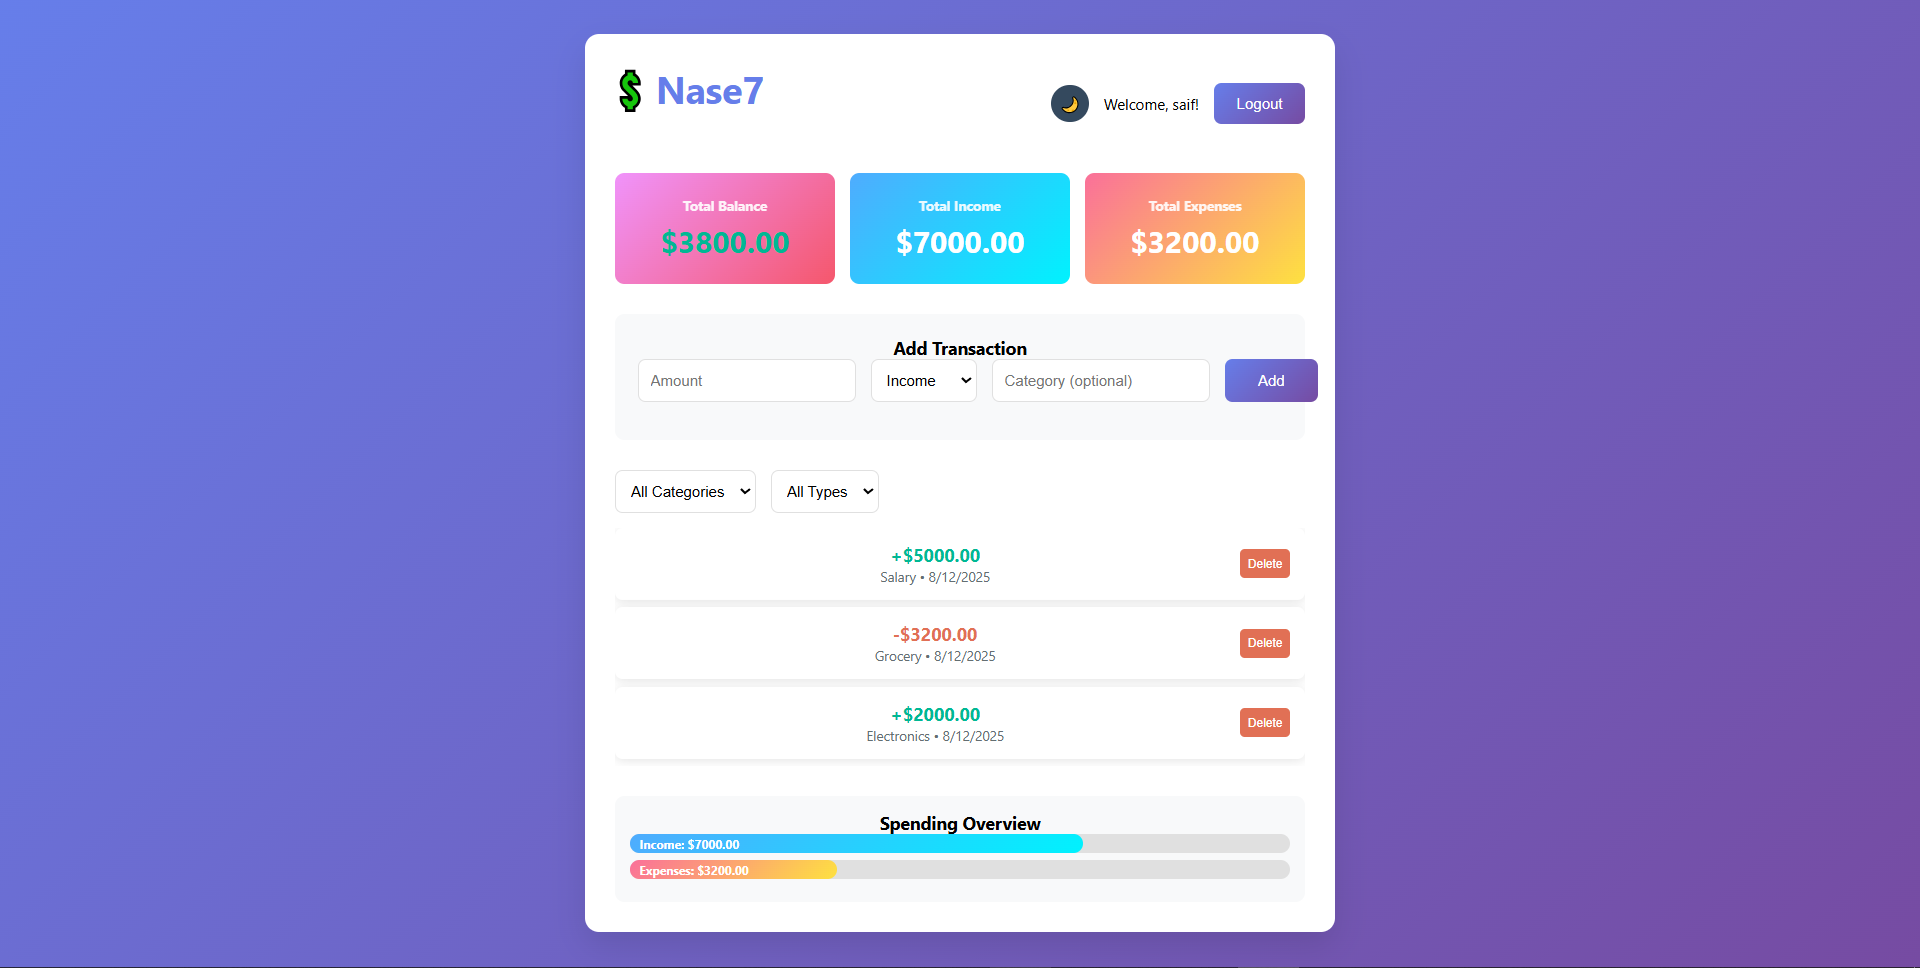 Nase7
Welcome, saif!
Logout
Total Balance
$3800.00
Total Income
$7000.00
Total Expenses
$3200.00
Add Transaction
Amount
Income
Category (optional)
Add
All Categories
All Types
+$5000.00
Salary • 8/12/2025
Delete
-$3200.00
Grocery • 8/12/2025
Delete
+$2000.00
Electronics • 8/12/2025
Delete
Spending Overview
Income: $7000.00
Expenses: $3200.00